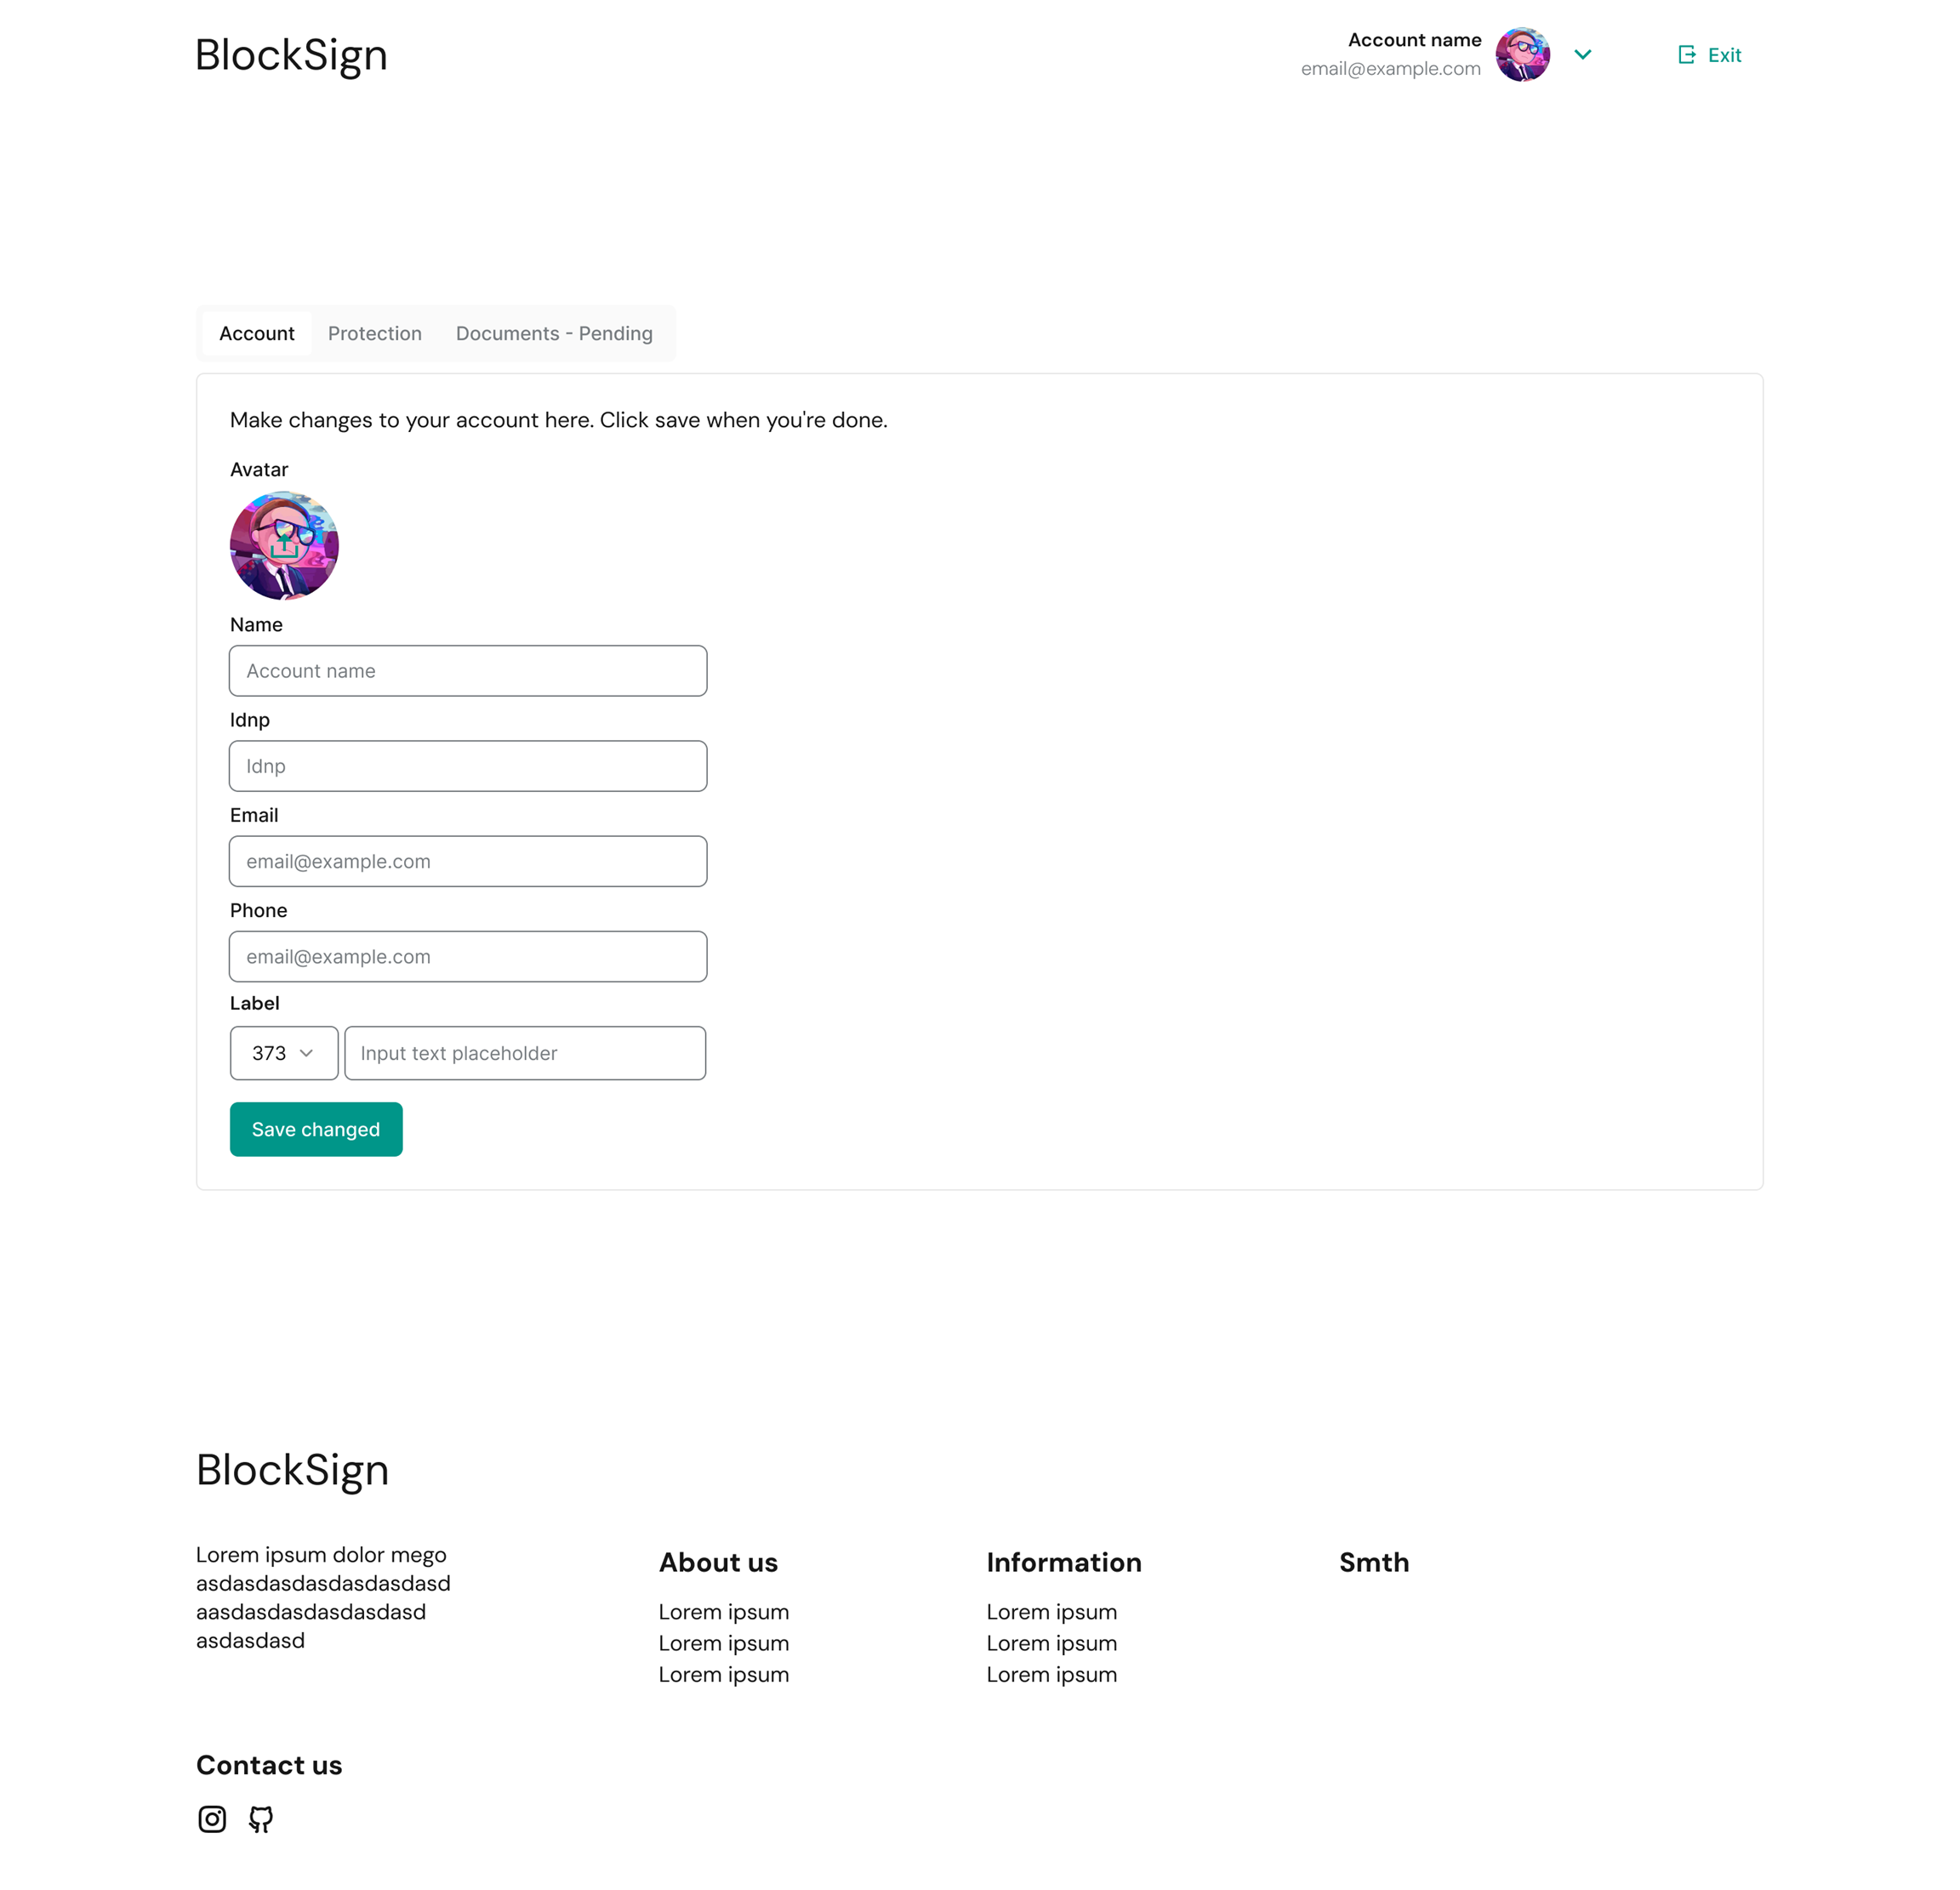 BlockSign
Account name
email@example.com
Exit
Account
Protection
Documents - Pending
Make changes to your account here. Click save when you're done.
Avatar
Name
Account name
Idnp
Idnp
Email
email@example.com
Phone
email@example.com
Label
373
Input text placeholder
Save changed
BlockSign
Lorem ipsum dolor mego
asdasdasdasdasdasdasd
aasdasdasdasdasdasd
asdasdasd
About us
Lorem ipsum
Lorem ipsum
Lorem ipsum
Information
Lorem ipsum
Lorem ipsum
Lorem ipsum
Smth
Contact us